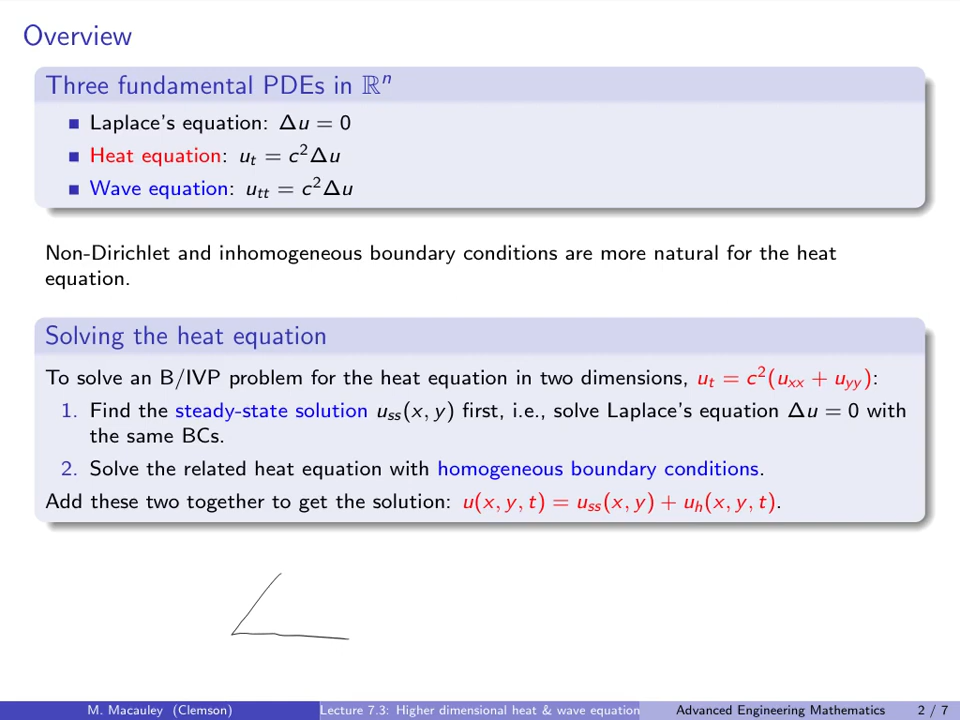 Overview
Three fundamental PDEs in ℝⁿ
Laplace's equation: Δu = 0
Heat equation: uₜ = c²Δu
Wave equation: uₜₜ = c²Δu
Non-Dirichlet and inhomogeneous boundary conditions are more natural for the heat
equation.
Solving the heat equation
To solve an B/IVP problem for the heat equation in two dimensions, u_t = c²(u_xx + u_yy):
1. Find the steady-state solution u_ss(x, y) first, i.e., solve Laplace's equation Δu = 0 with
the same BCs.
2. Solve the related heat equation with homogeneous boundary conditions.
Add these two together to get the solution: u(x, y, t) = u_ss(x, y) + u_h(x, y, t).
M. Macauley (Clemson) Lecture 7.3: Higher dimensional heat & wave equation Advanced Engineering Mathematics 2 / 7